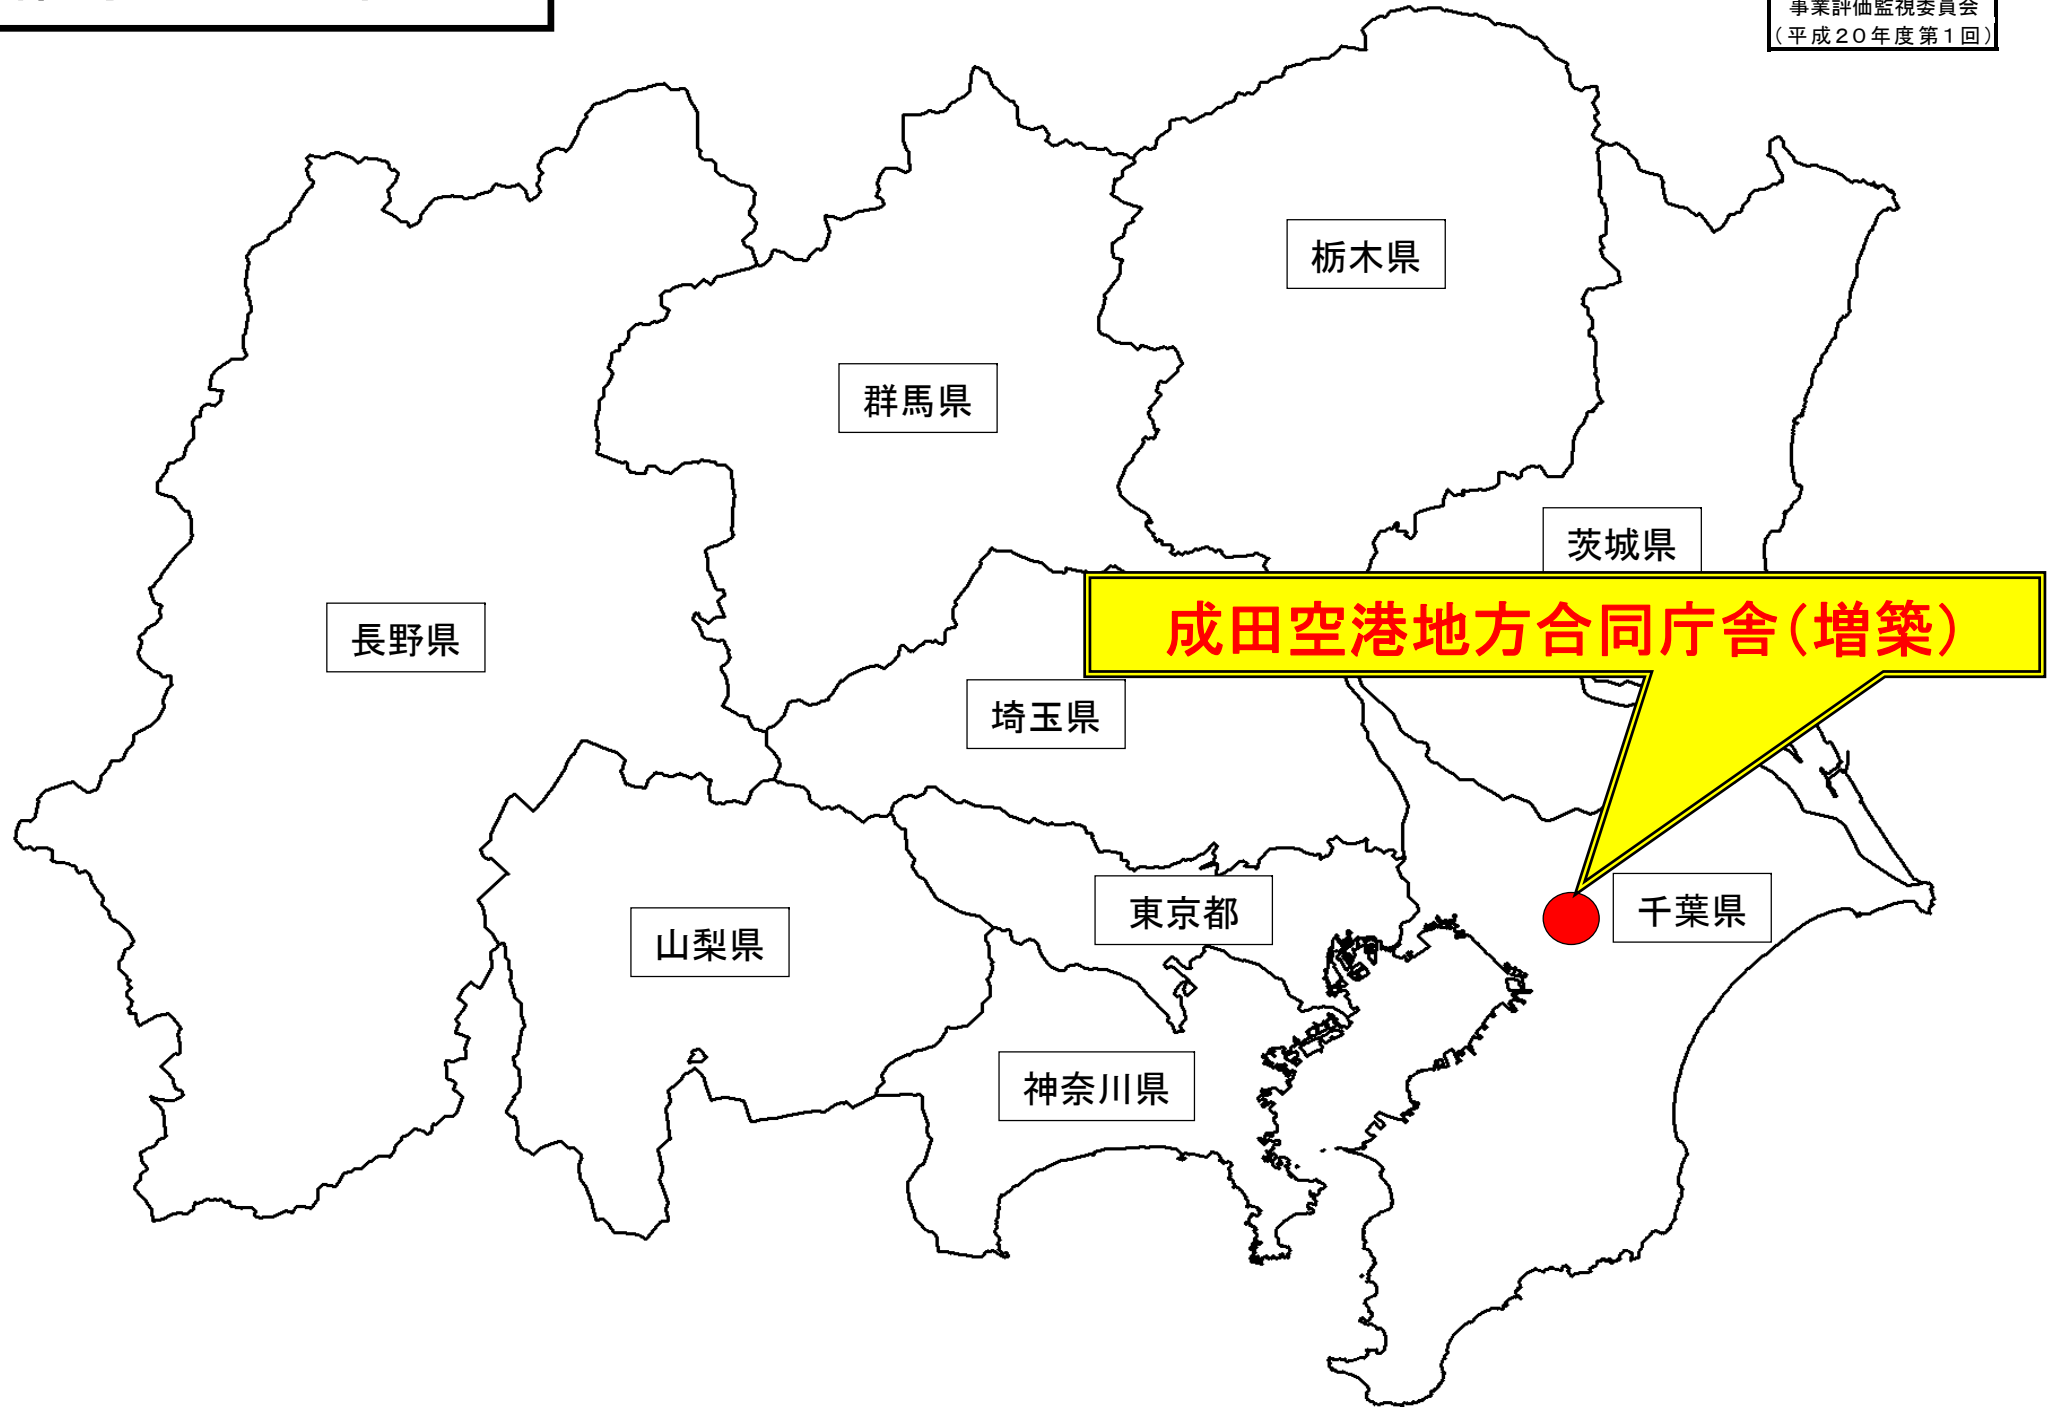 事業評価監視委員会
(平成20年度第1回)
栃木県
群馬県
茨城県
成田空港地方合同庁舎(増築)
長野県
埼玉県
東京都
千葉県
山梨県
神奈川県